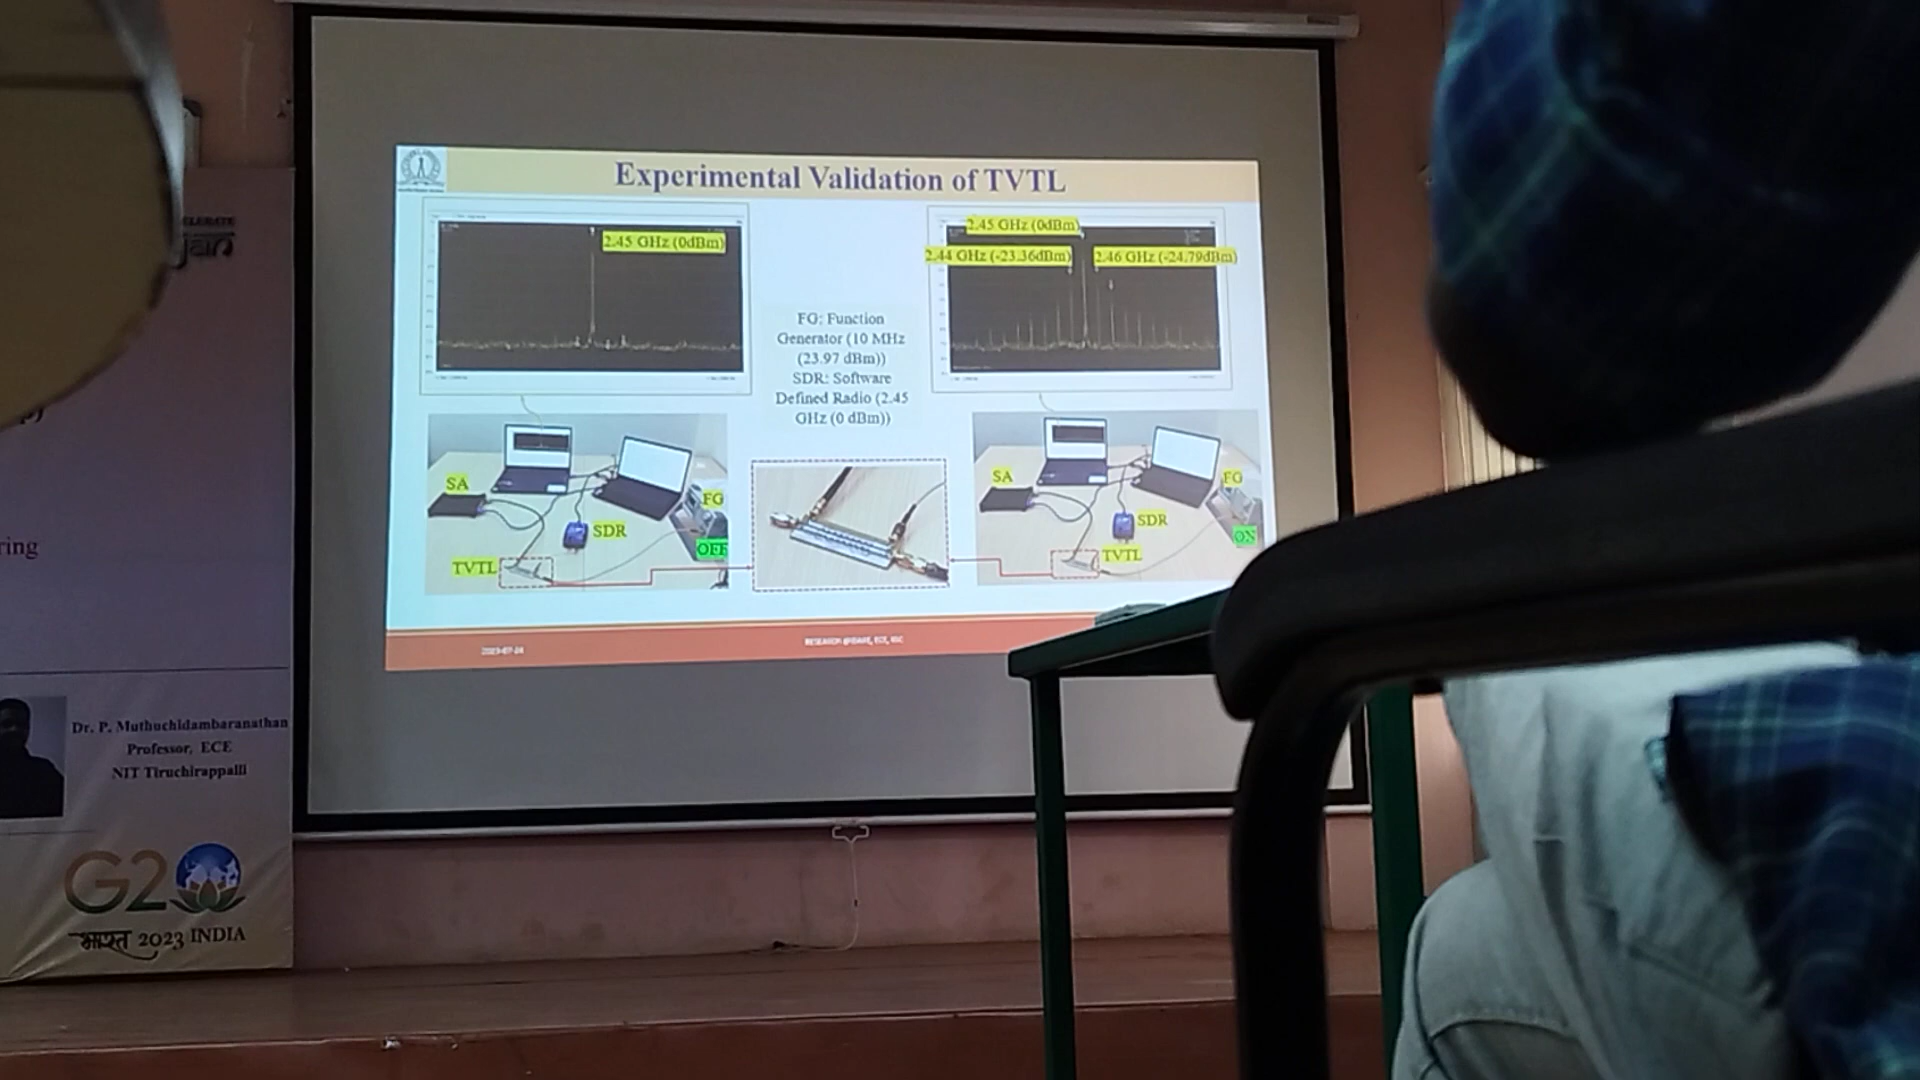 Experimental Validation of TVTL
2.45 GHz (0dBm)
2.45 GHz (0dBm)
2.44 GHz (-23.36dBm)
2.46 GHz (-24.79dBm)
FG: Function
Generator (10 MHz
(23.97 dBm))
SDR: Software
Defined Radio (2.45
GHz (0 dBm))
SA
FG
SDR
OFF
TVTL
SA
FG
SDR
ON
TVTL
2023-07-24
ring
Dr. P. Muthuchidambaranathan
Professor, ECE
NIT Tiruchirappalli
G20
भारत 2023 INDIA